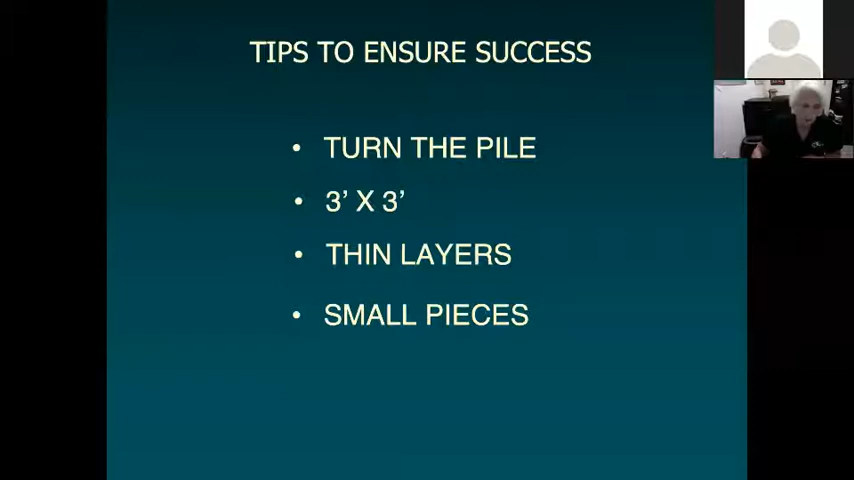 TIPS TO ENSURE SUCCESS
• TURN THE PILE
• 3’ X 3’
• THIN LAYERS
• SMALL PIECES